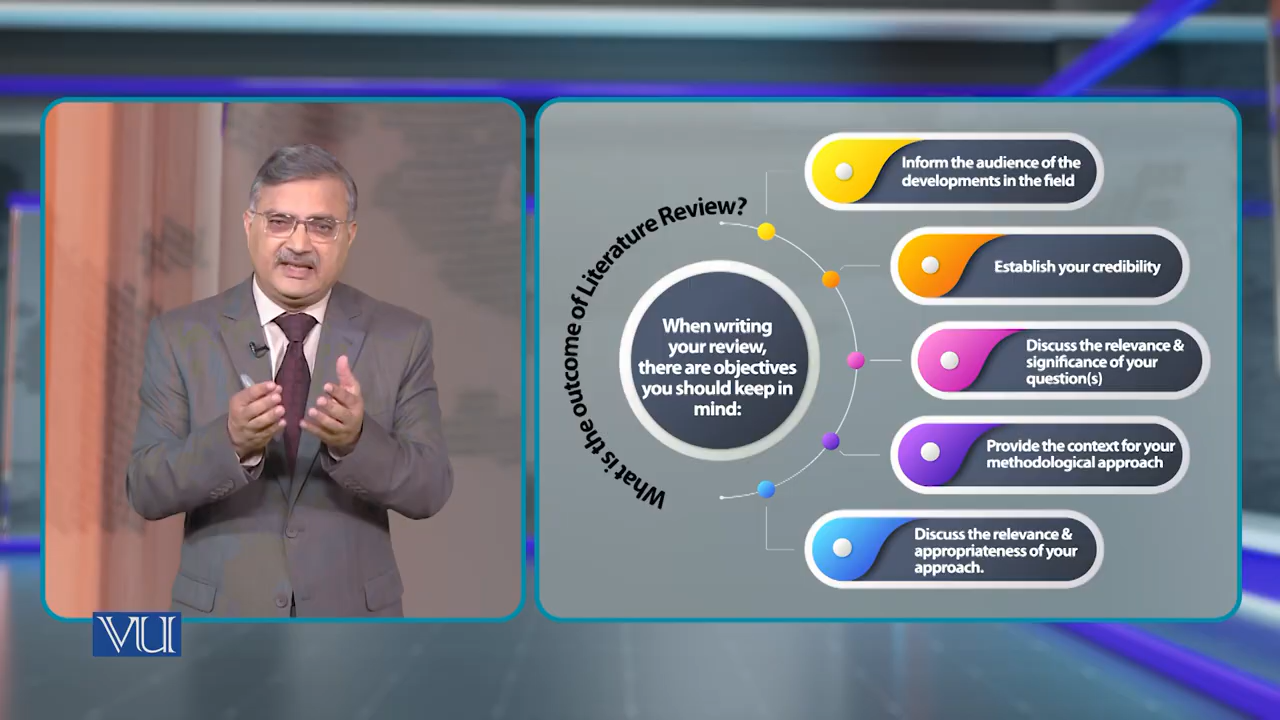 What is the outcome of Literature Review?
When writing
your review,
there are objectives
you should keep in
mind:
Inform the audience of the
developments in the field
Establish your credibility
Discuss the relevance &
significance of your
question(s)
Provide the context for your
methodological approach
Discuss the relevance &
appropriateness of your
approach.
VU